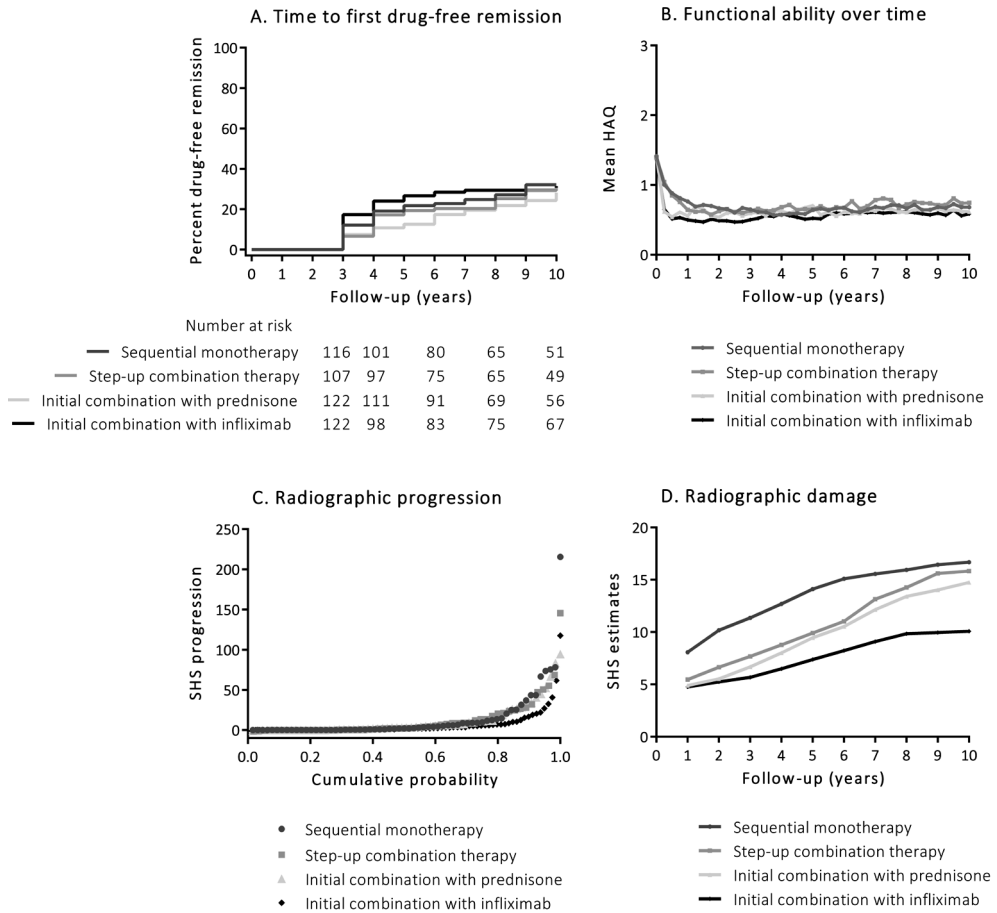 A. Time to first drug-free remission
Percent drug-free remission
100
80
60
40
20
0
0 1 2 3 4 5 6 7 8 9 10
Follow-up (years)
Number at risk
Sequential monotherapy 116 101 80 65 51
Step-up combination therapy 107 97 75 65 49
Initial combination with prednisone 122 111 91 69 56
Initial combination with infliximab 122 98 83 75 67
B. Functional ability over time
Mean HAQ
3
2
1
0
0 1 2 3 4 5 6 7 8 9 10
Follow-up (years)
Sequential monotherapy
Step-up combination therapy
Initial combination with prednisone
Initial combination with infliximab
C. Radiographic progression
SHS progression
250
200
150
100
50
0
0.0 0.2 0.4 0.6 0.8 1.0
Cumulative probability
Sequential monotherapy
Step-up combination therapy
Initial combination with prednisone
Initial combination with infliximab
D. Radiographic damage
SHS estimates
20
15
10
5
0
0 1 2 3 4 5 6 7 8 9 10
Follow-up (years)
Sequential monotherapy
Step-up combination therapy
Initial combination with prednisone
Initial combination with infliximab